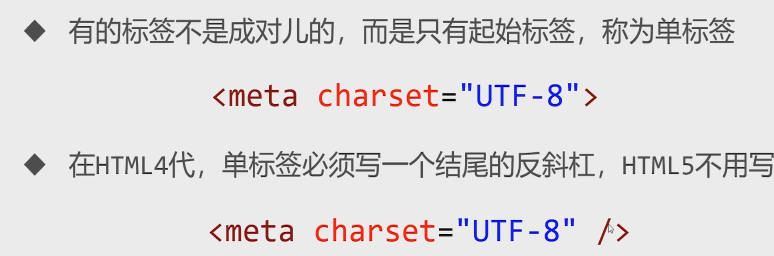 有的标签不是成对儿的，而是只有起始标签，称为单标签
<meta charset="UTF-8">
在HTML4代，单标签必须写一个结尾的反斜杠，HTML5不用写
<meta charset="UTF-8" />